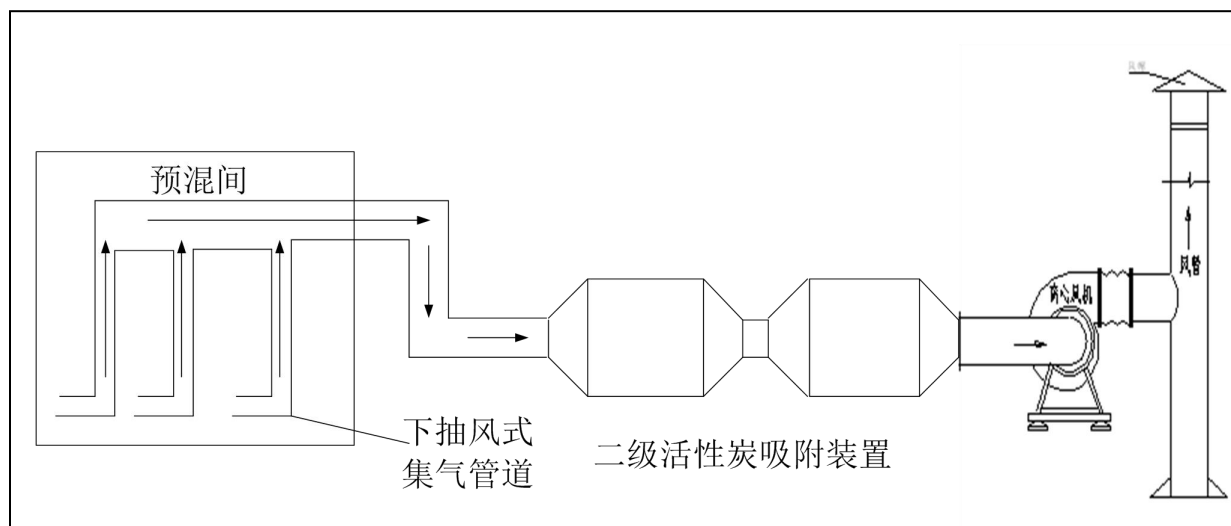 预混间
离心风机
风管
下抽风式
集气管道
二级活性炭吸附装置